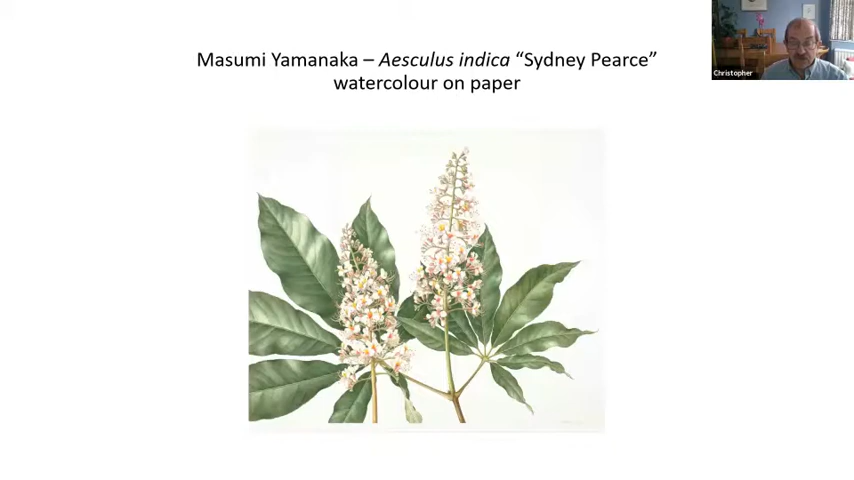 Masumi Yamanaka – Aesculus indica “Sydney Pearce”
watercolour on paper
Christopher